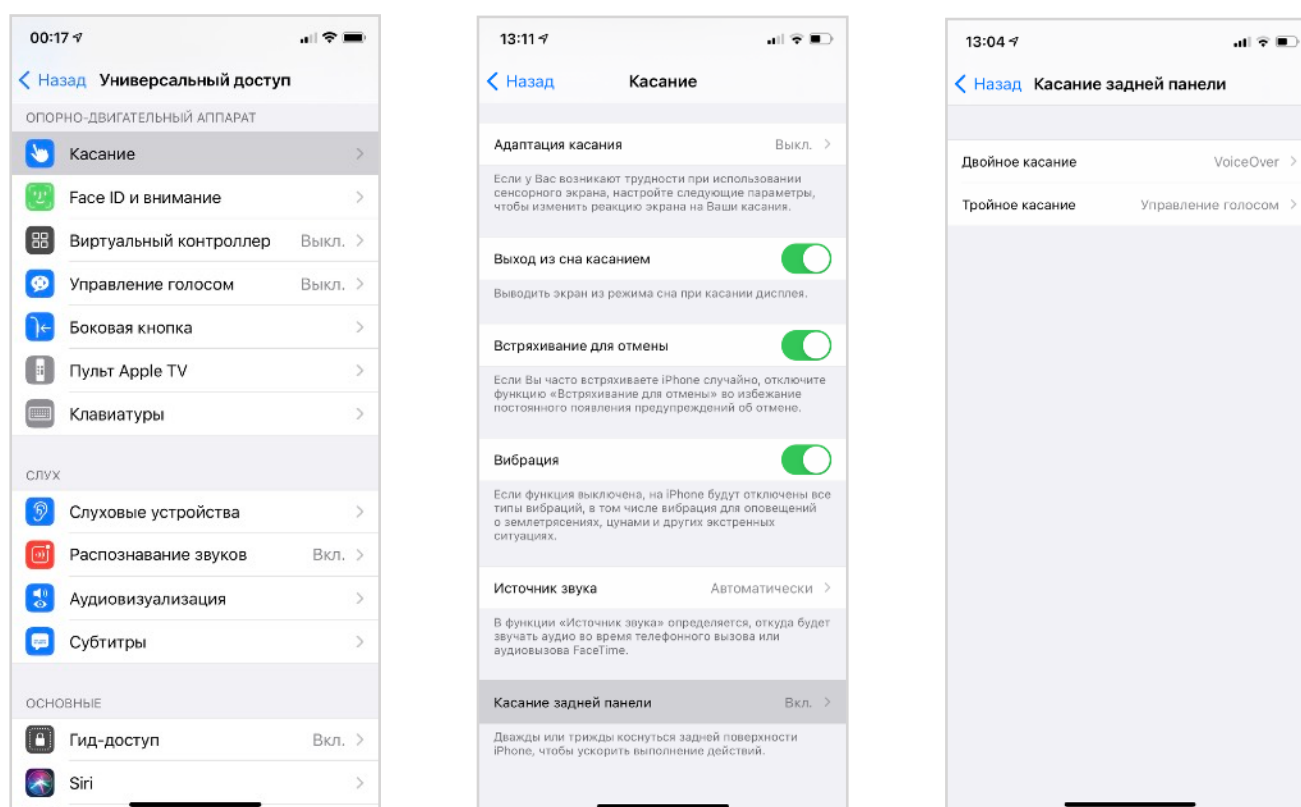 00:17
Назад Универсальный доступ
ОПОРНО-ДВИГАТЕЛЬНЫЙ АППАРАТ
Касание
Face ID и внимание
Виртуальный контроллер Выкл.
Управление голосом Выкл.
Боковая кнопка
Пульт Apple TV
Клавиатуры
СЛУХ
Слуховые устройства
Распознавание звуков Вкл.
Аудиовизуализация
Субтитры
ОСНОВНЫЕ
Гид-доступ Вкл.
Siri
13:11
Назад Касание
Адаптация касания Выкл.
Если у Вас возникают трудности при использовании
сенсорного экрана, настройте следующие параметры,
чтобы изменить реакцию экрана на Ваши касания.
Выход из сна касанием
Выводить экран из режима сна при касании дисплея.
Встряхивание для отмены
Если Вы часто встряхиваете iPhone случайно, отключите
функцию «Встряхивание для отмены» во избежание
постоянного появления предупреждений об отмене.
Вибрация
Если функция выключена, на iPhone будут отключены все
типы вибраций, в том числе вибрация для оповещений
о землетрясениях, цунами и других экстренных
ситуациях.
Источник звука Автоматически
В функции «Источник звука» определяется, откуда будет
звучать аудио во время телефонного вызова или
аудиовызова FaceTime.
Касание задней панели Вкл.
Дважды или трижды коснуться задней поверхности
iPhone, чтобы ускорить выполнение действий.
13:04
Назад Касание задней панели
Двойное касание VoiceOver
Тройное касание Управление голосом